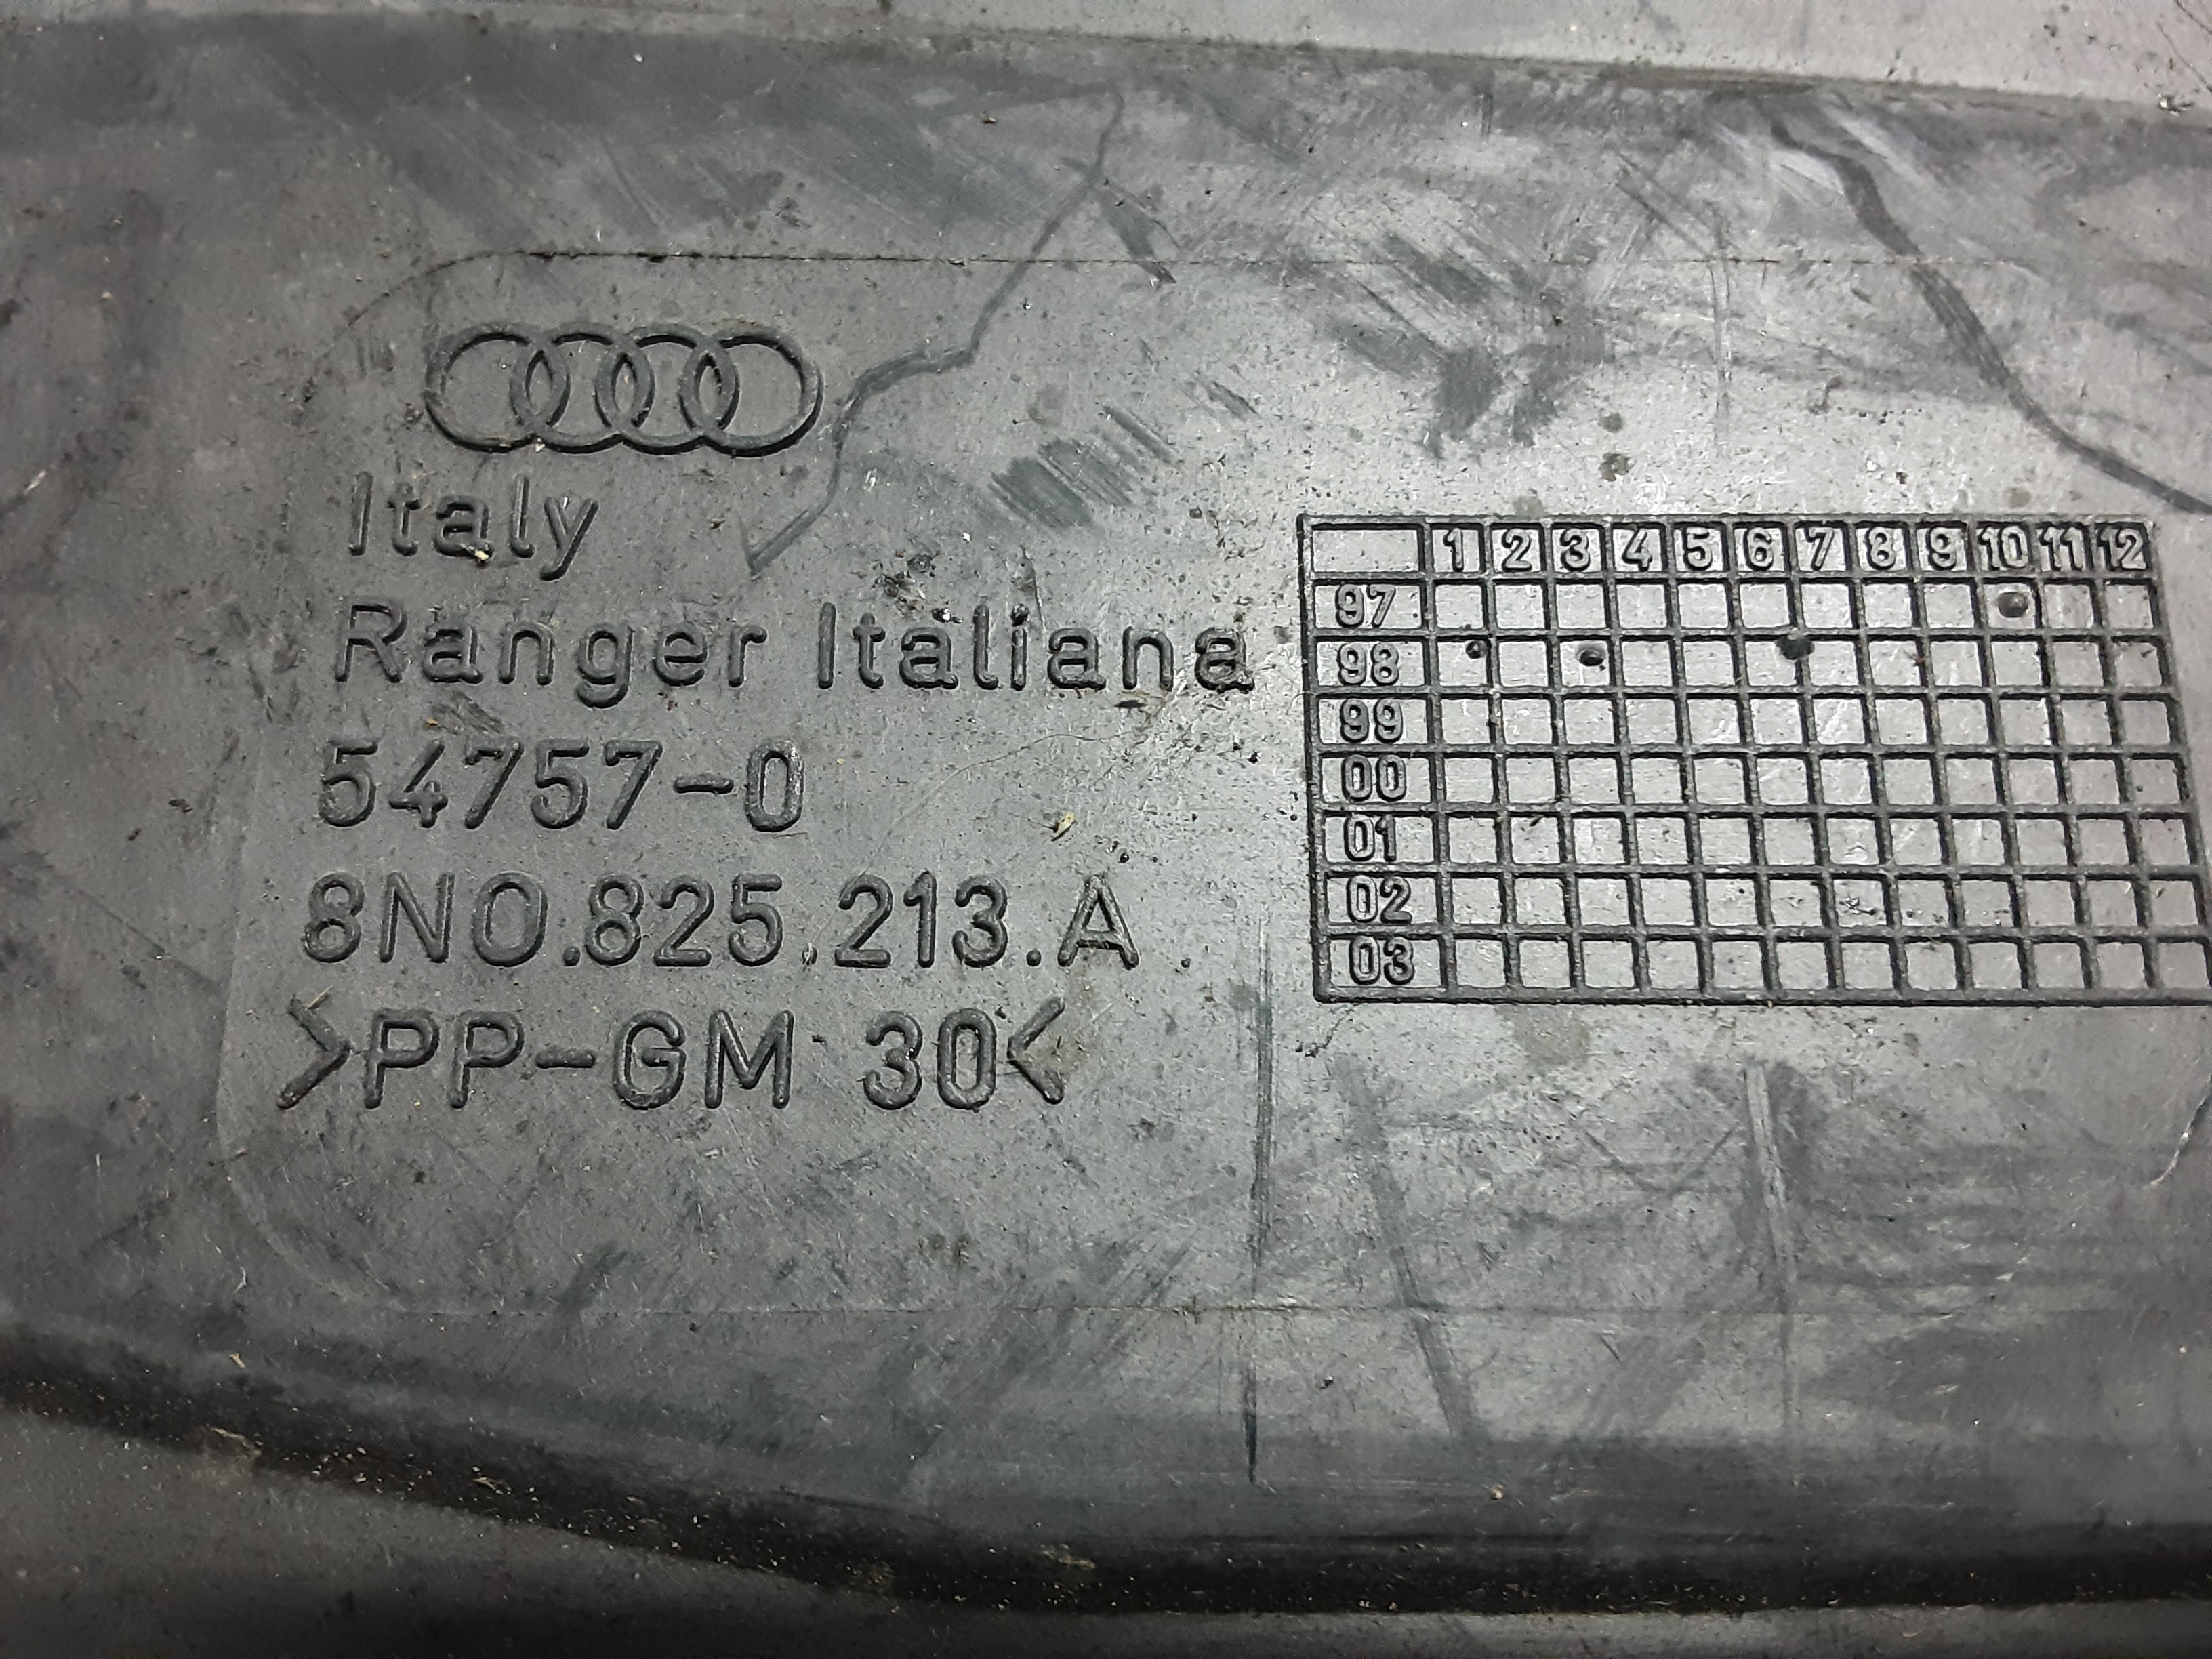 Italy
Ranger Italiana
54757-0
8N0.825.213.A
>PP-GM 30<
1 2 3 4 5 6 7 8 9 10 11 12
97
98
99
00
01
02
03